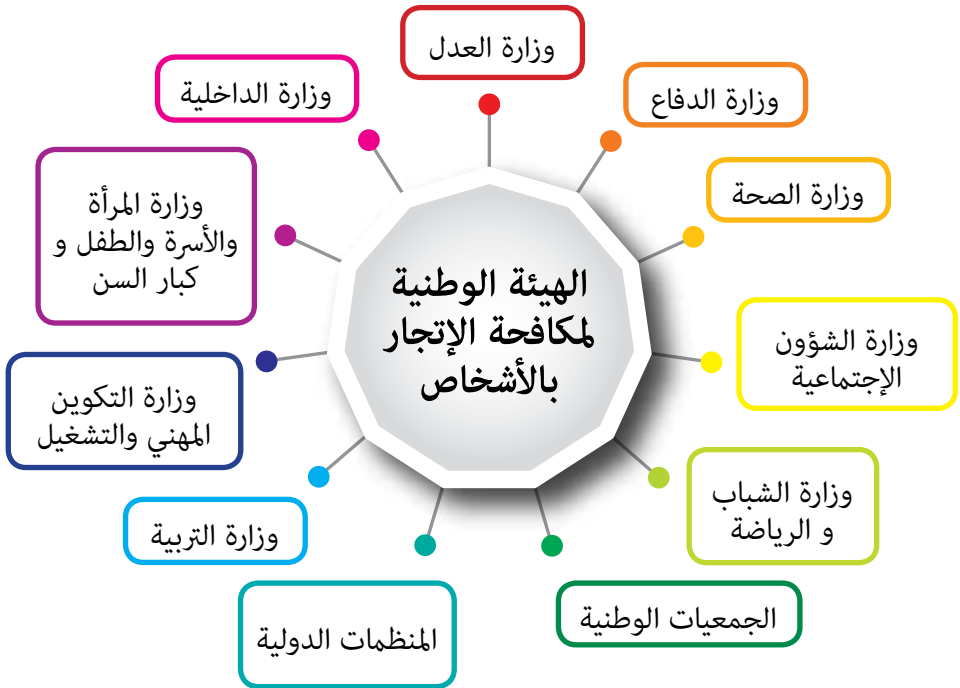 وزارة العدل
وزارة الدفاع
وزارة الصحة
وزارة الشؤون
الإجتماعية
وزارة الشباب
و الرياضة
الجمعيات الوطنية
المنظمات الدولية
وزارة التربية
وزارة التكوين
المهني والتشغيل
وزارة المرأة
والأسرة والطفل و
كبار السن
وزارة الداخلية
الهيئة الوطنية
لمكافحة الإتجار
بالأشخاص